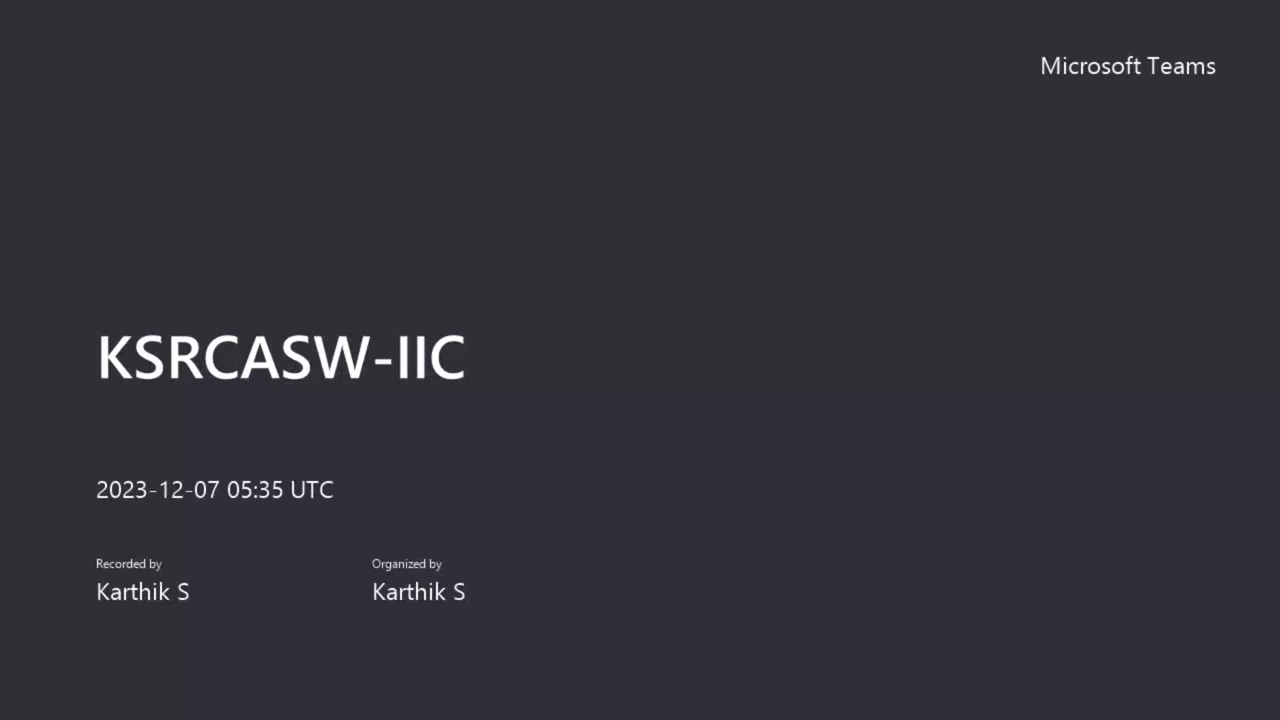 Microsoft Teams
KSRCASW-IIC
2023-12-07 05:35 UTC
Recorded by
Karthik S
Organized by
Karthik S